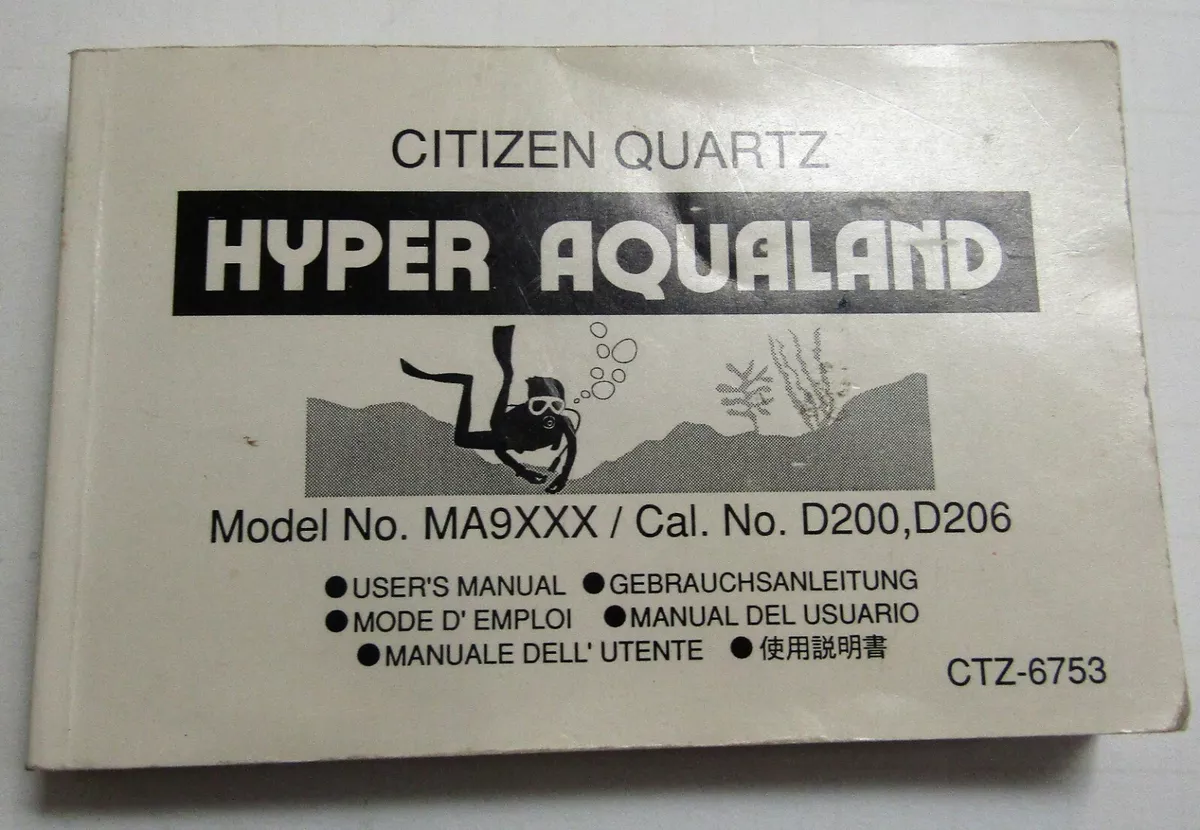 CITIZEN QUARTZ
HYPER AQUALAND
Model No. MA9XXX / Cal. No. D200,D206
●USER'S MANUAL ●GEBRAUCHSANLEITUNG
●MODE D' EMPLOI ●MANUAL DEL USUARIO
●MANUALE DELL' UTENTE ●使用説明書
CTZ-6753